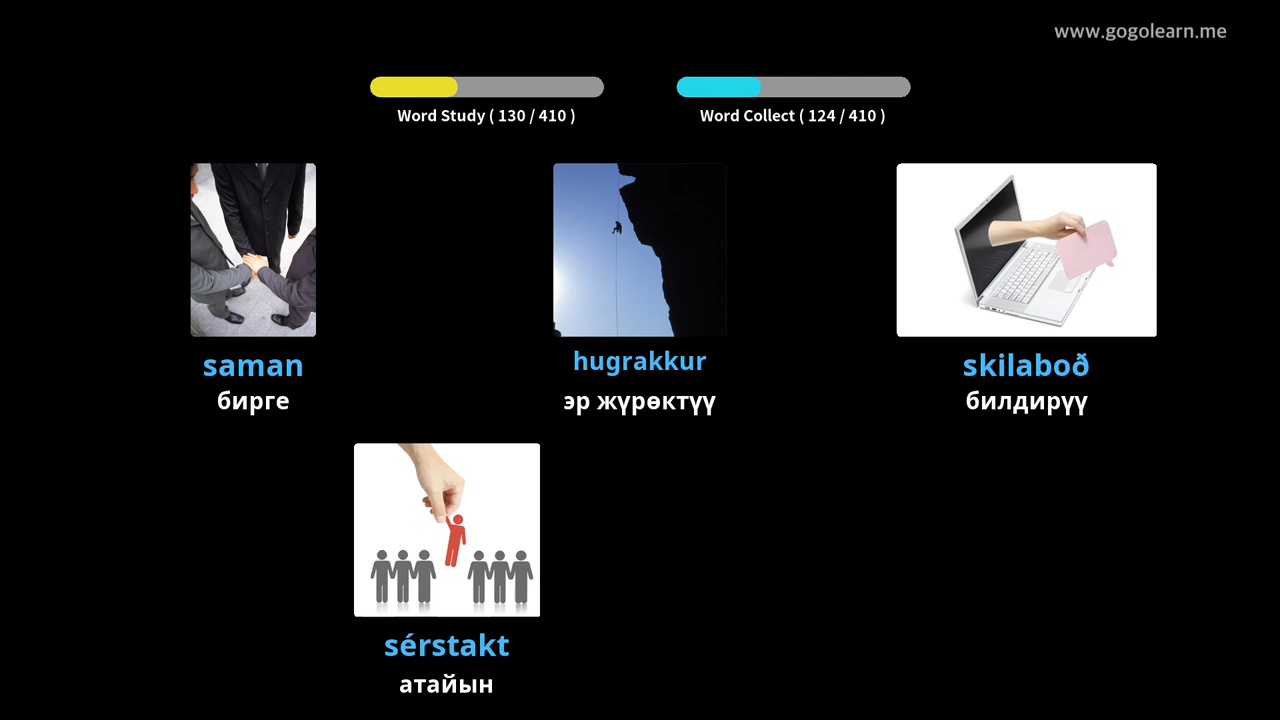 www.gogolearn.me
Word Study ( 130 / 410 )
Word Collect ( 124 / 410 )
saman
бирге
hugrakkur
эр жүрөктүү
skilaboð
билдирүү
sérstakt
атайын